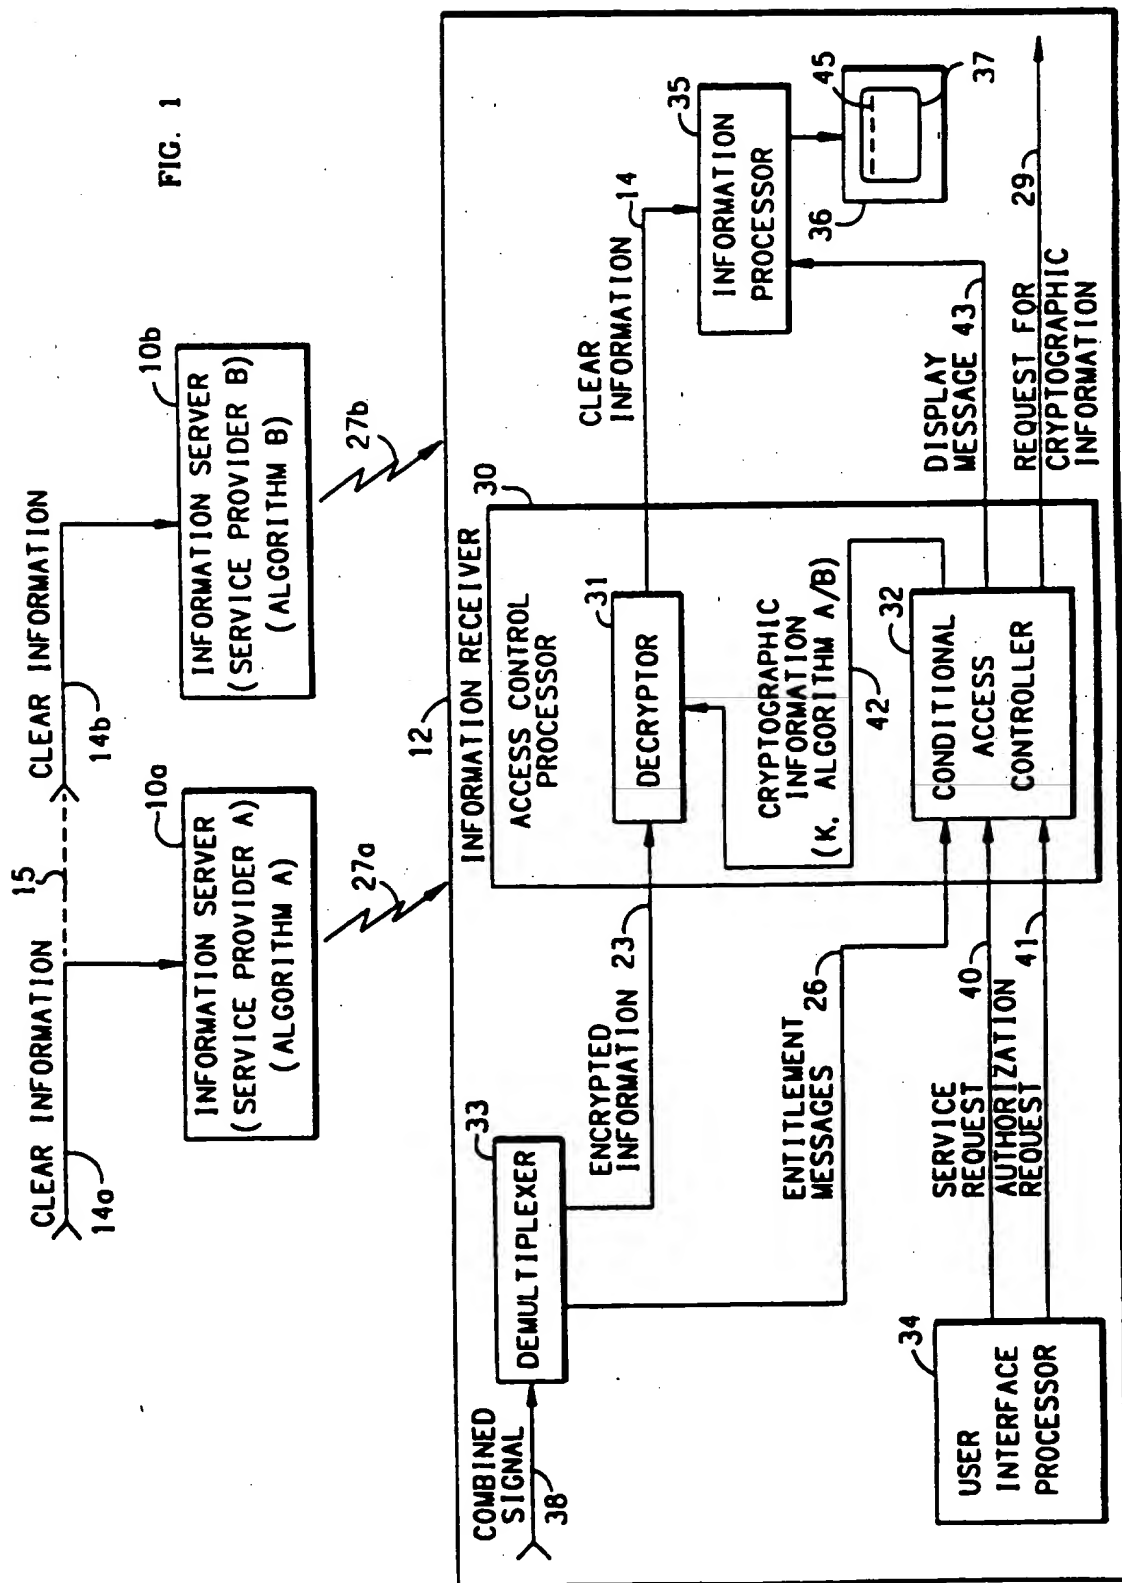 FIG. 1
CLEAR INFORMATION
14a
15
CLEAR INFORMATION
14b
10a
INFORMATION SERVER
(SERVICE PROVIDER A)
(ALGORITHM A)
10b
INFORMATION SERVER
(SERVICE PROVIDER B)
(ALGORITHM B)
27a
27b
12
INFORMATION RECEIVER
30
ACCESS CONTROL
PROCESSOR
COMBINED
SIGNAL
38
33
DEMULTIPLEXER
ENCRYPTED
INFORMATION 23
31
DECRYPTOR
CLEAR
INFORMATION
14
35
INFORMATION
PROCESSOR
CRYPTOGRAPHIC
INFORMATION
(K. ALGORITHM A/B)
42
ENTITLEMENT
MESSAGES
26
36
45
37
34
USER
INTERFACE
PROCESSOR
SERVICE
REQUEST
40
AUTHORIZATION
REQUEST
41
32
CONDITIONAL
ACCESS
CONTROLLER
DISPLAY
MESSAGE 43
REQUEST FOR
CRYPTOGRAPHIC
INFORMATION
29